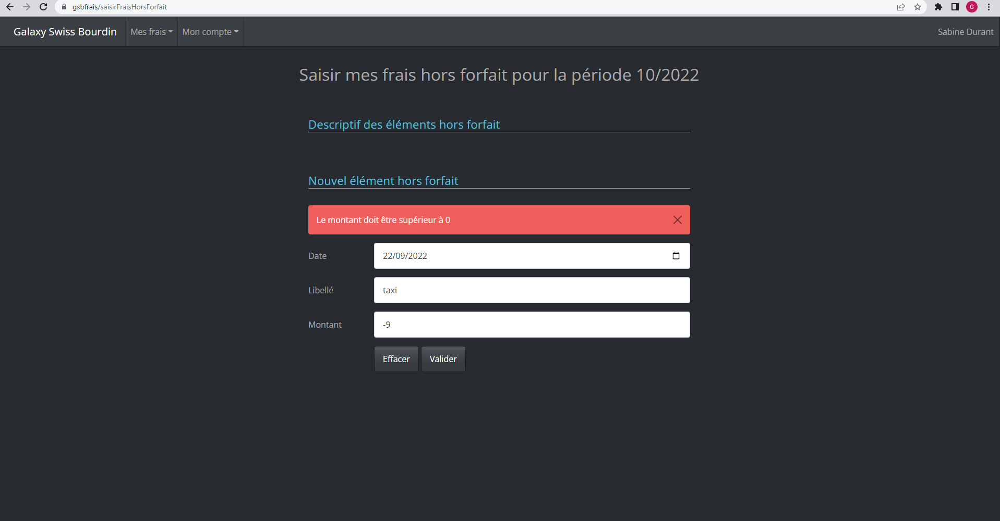 gsbfrais/saisirFraisHorsForfait
G
Galaxy Swiss Bourdin Mes frais Mon compte Sabine Durant
Saisir mes frais hors forfait pour la période 10/2022
Descriptif des éléments hors forfait
Nouvel élément hors forfait
Le montant doit être supérieur à 0
Date 22/09/2022
Libellé taxi
Montant -9
Effacer Valider